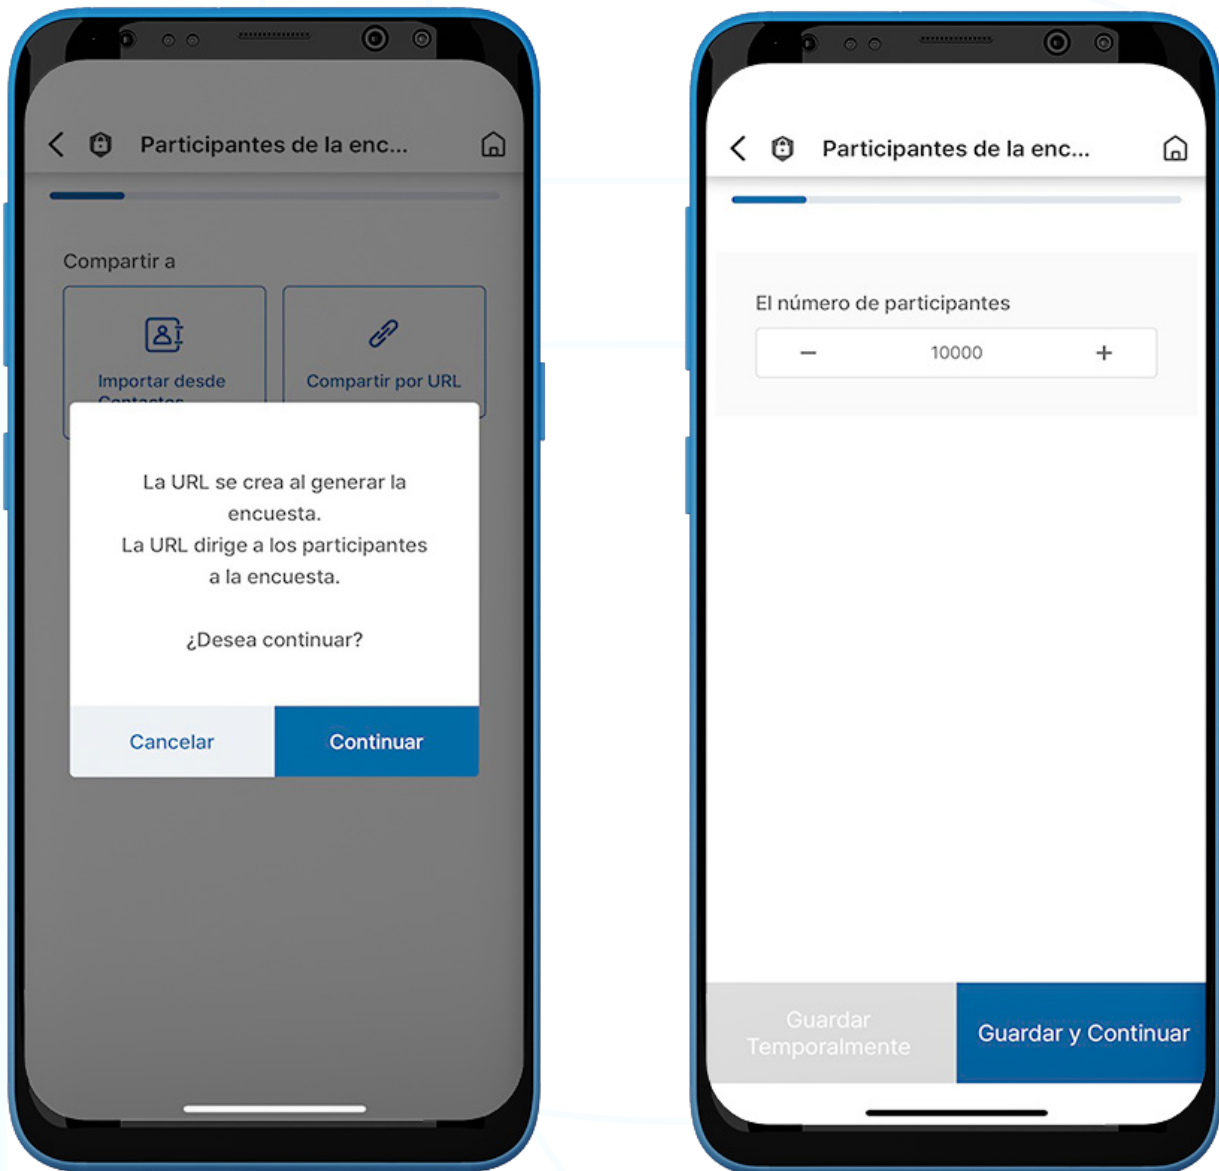 Participantes de la enc...
Compartir a
Importar desde
Contactos
Compartir por URL
La URL se crea al generar la
encuesta.
La URL dirige a los participantes
a la encuesta.
¿Desea continuar?
Cancelar
Continuar
Participantes de la enc...
El número de participantes
− 10000 +
Guardar
Temporalmente
Guardar y Continuar